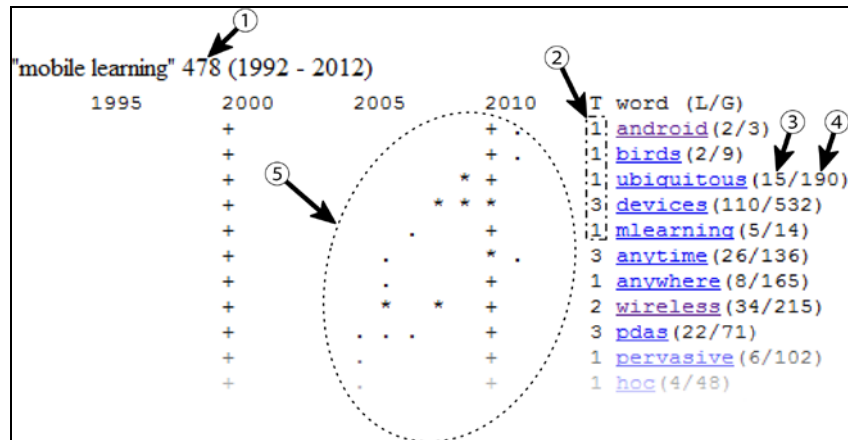 ①
"mobile learning" 478 (1992 - 2012)
②
1995 2000 2005 2010 T word (L/G)
+ + . 1 android(2/3)
③ ④
+ + . 1 birds(2/9)
⑤
+ * + 1 ubiquitous(15/190)
+ * * * 3 devices(110/532)
+ . + 1 mlearning(5/14)
+ . * . 3 anytime(26/136)
+ . + 1 anywhere(8/165)
+ * * + 2 wireless(34/215)
+ . . . + 3 pdas(22/71)
+ . + 1 pervasive(6/102)
+ . + 1 hoc(4/48)